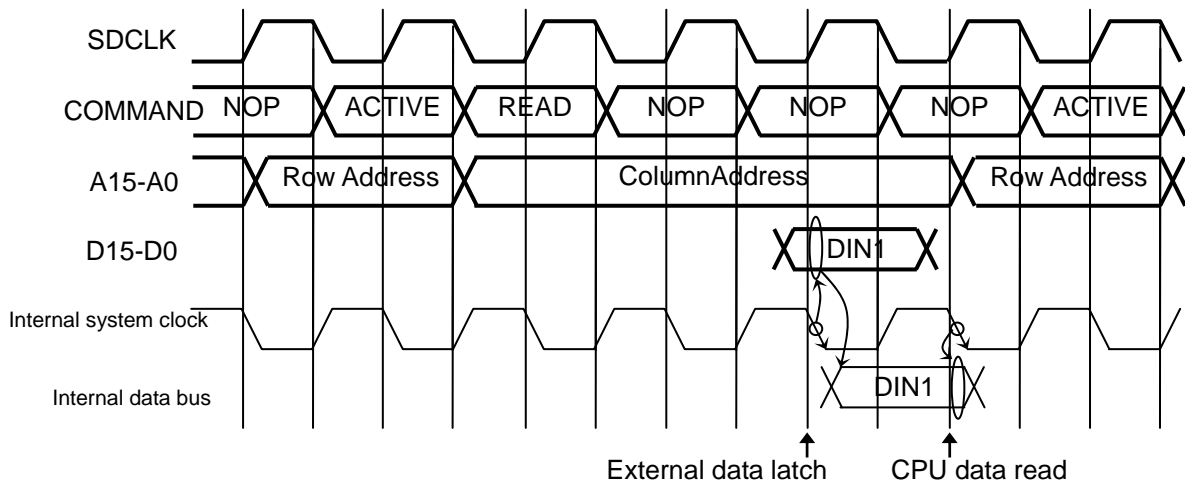 SDCLK
COMMAND NOP ACTIVE READ NOP NOP NOP ACTIVE
A15-A0 Row Address ColumnAddress Row Address
D15-D0 DIN1
Internal system clock
Internal data bus DIN1
External data latch CPU data read